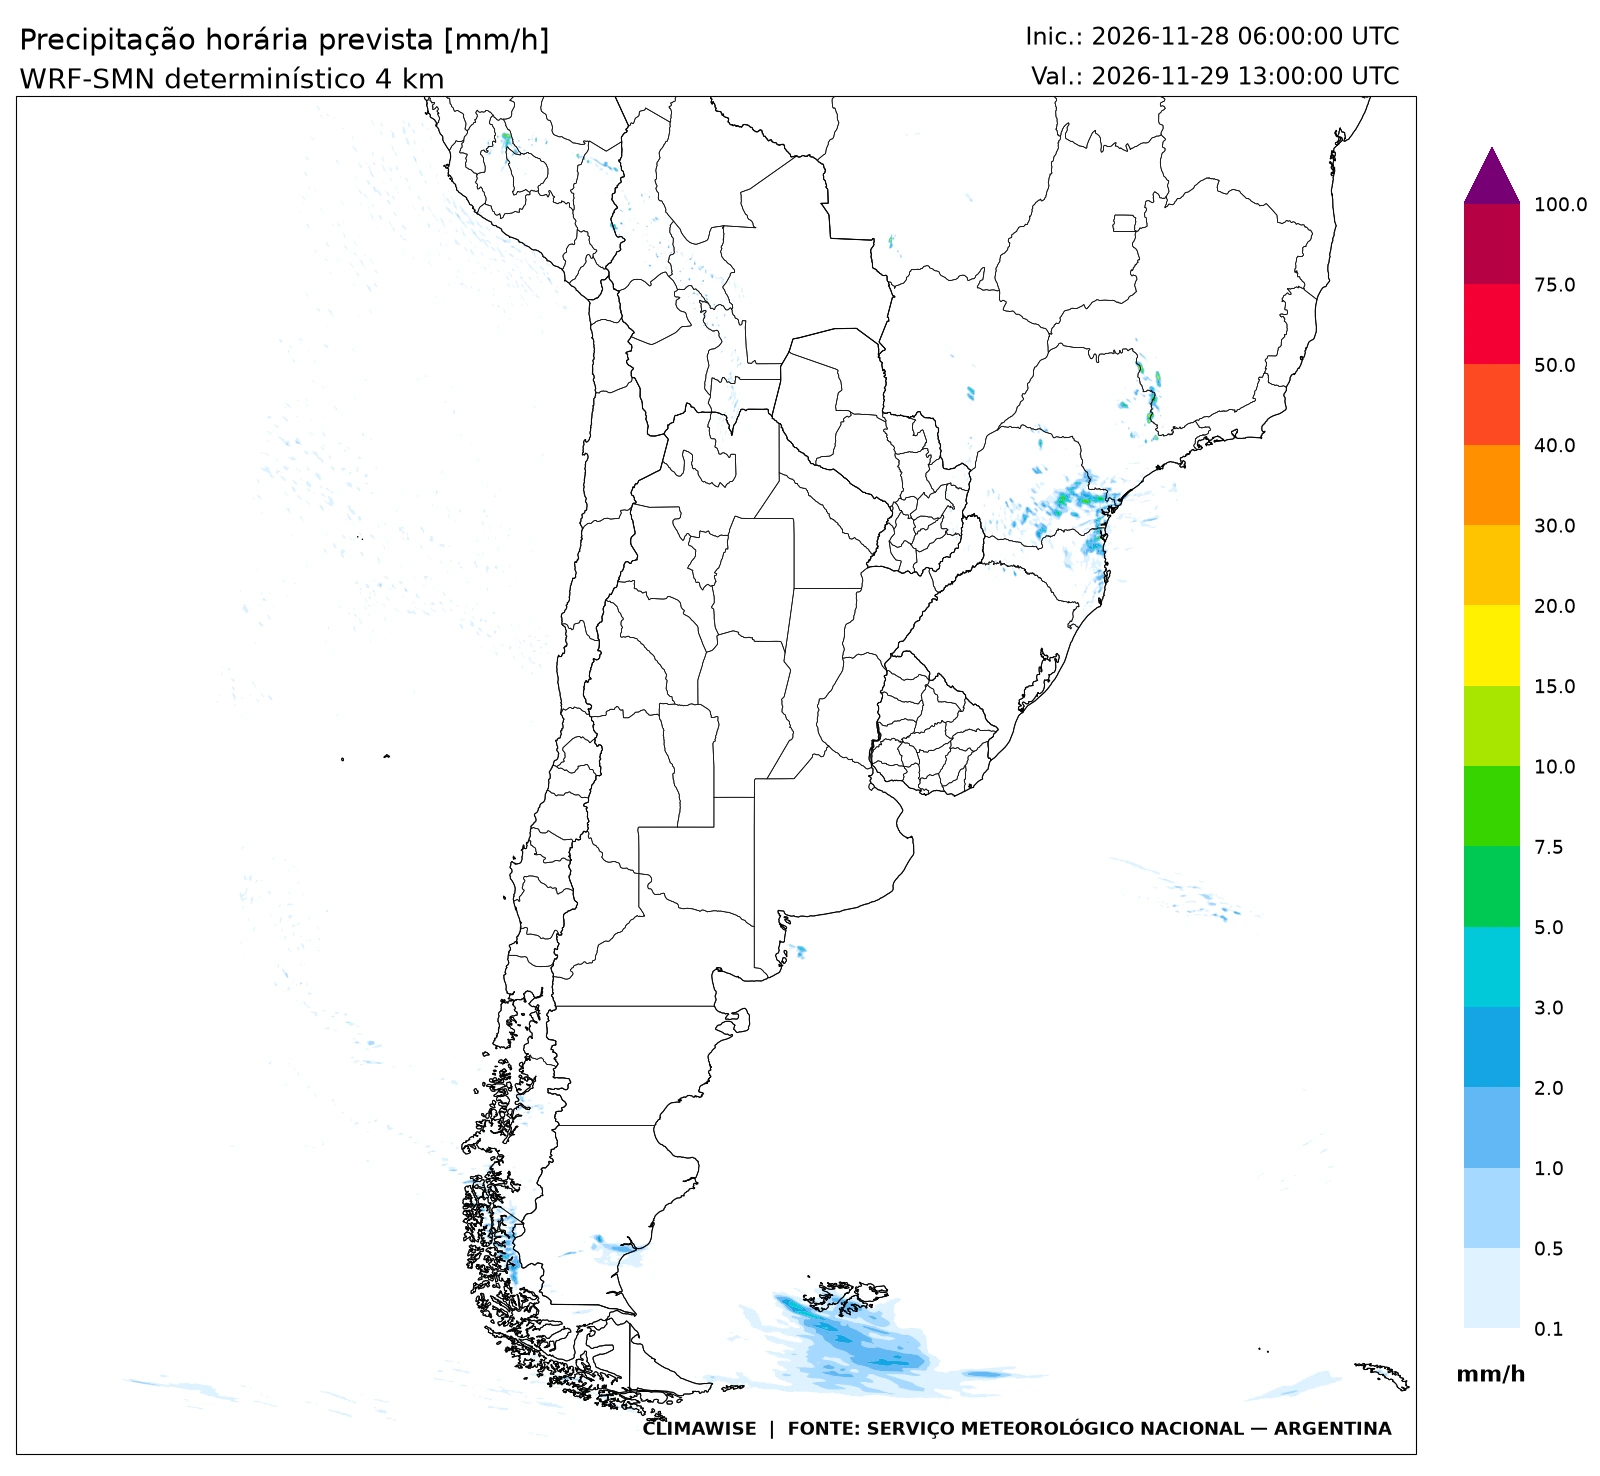 Precipitação horária prevista [mm/h]
WRF-SMN determinístico 4 km
Inic.: 2026-11-28 06:00:00 UTC
Val.: 2026-11-29 13:00:00 UTC
100.0
75.0
50.0
40.0
30.0
20.0
15.0
10.0
7.5
5.0
3.0
2.0
1.0
0.5
0.1
mm/h
CLIMAWISE | FONTE: SERVIÇO METEOROLÓGICO NACIONAL — ARGENTINA